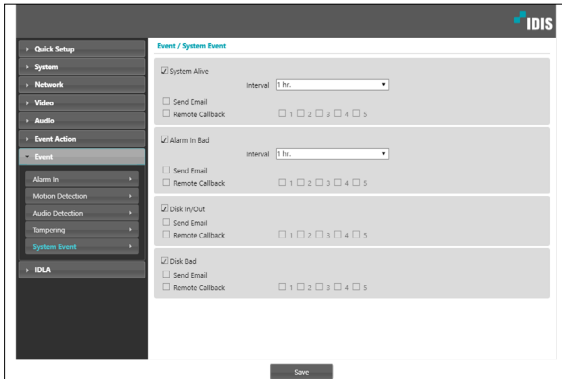 IDIS
Quick Setup
System
Network
Video
Audio
Event Action
Event
Alarm In
Motion Detection
Audio Detection
Tampering
System Event
IDLA
Event / System Event
System Alive
Interval 1 hr.
Send Email
Remote Callback 1 2 3 4 5
Alarm In Bad
Interval 1 hr.
Send Email
Remote Callback 1 2 3 4 5
Disk In/Out
Send Email
Remote Callback 1 2 3 4 5
Disk Bad
Send Email
Remote Callback 1 2 3 4 5
Save